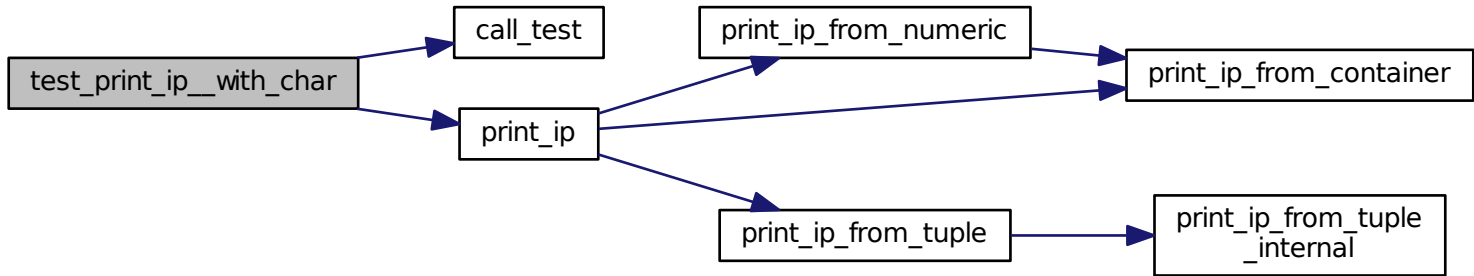 test_print_ip__with_char
call_test
print_ip
print_ip_from_numeric
print_ip_from_container
print_ip_from_tuple
print_ip_from_tuple
_internal